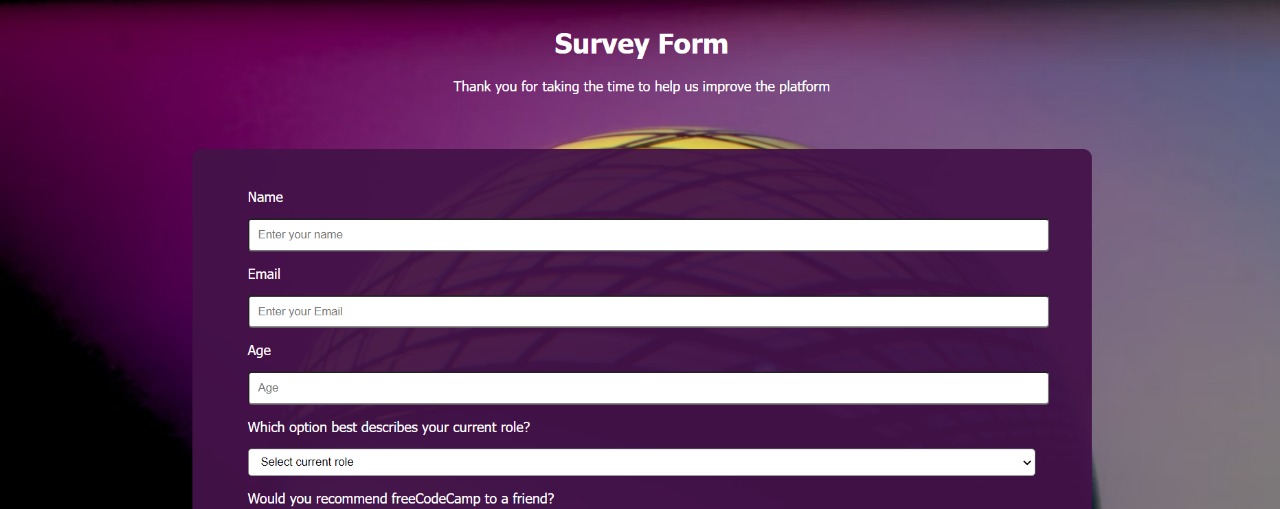 Survey Form
Thank you for taking the time to help us improve the platform
Name
Enter your name
Email
Enter your Email
Age
Age
Which option best describes your current role?
Select current role
Would you recommend freeCodeCamp to a friend?